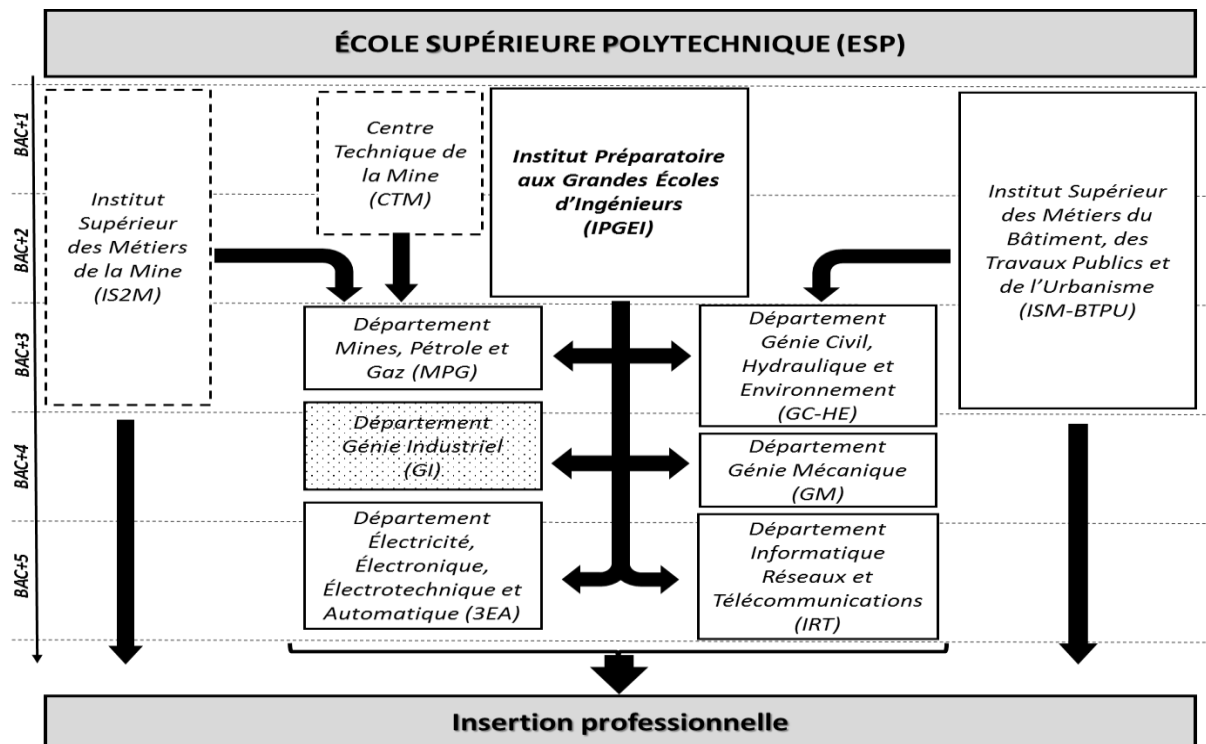 ÉCOLE SUPÉRIEURE POLYTECHNIQUE (ESP)
BAC+1
BAC+2
BAC+3
BAC+4
BAC+5
Institut
Supérieur
des Métiers
de la Mine
(IS2M)
Centre
Technique de
la Mine
(CTM)
Institut Préparatoire
aux Grandes Écoles
d’Ingénieurs
(IPGEI)
Institut Supérieur
des Métiers du
Bâtiment, des
Travaux Publics et
de l’Urbanisme
(ISM-BTPU)
Département
Mines, Pétrole et
Gaz (MPG)
Département
Génie Civil,
Hydraulique et
Environnement
(GC-HE)
Département
Génie Industriel
(GI)
Département
Génie Mécanique
(GM)
Département
Électricité,
Électronique,
Électrotechnique et
Automatique (3EA)
Département
Informatique
Réseaux et
Télécommunications
(IRT)
Insertion professionnelle